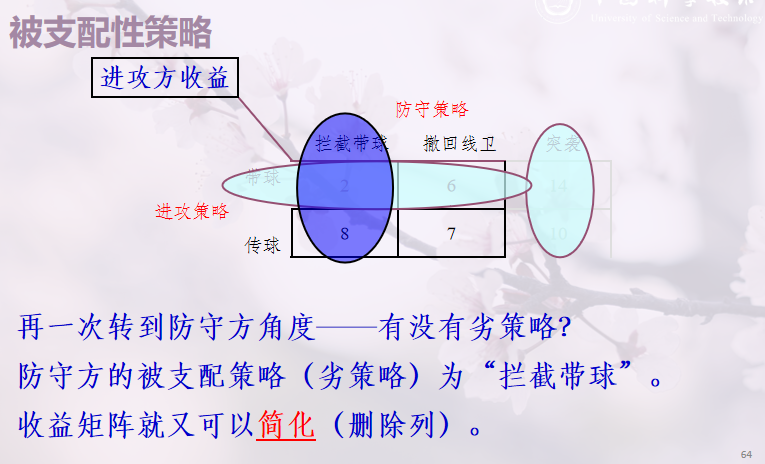 被支配性策略
University of Science and Technology
进攻方收益
防守策略
拦截带球 撤回线卫 突袭
带球 2 6 14
进攻策略
传球 8 7 10
再一次转到防守方角度——有没有劣策略?
防守方的被支配策略（劣策略）为“拦截带球”。
收益矩阵就又可以简化（删除列）。
64